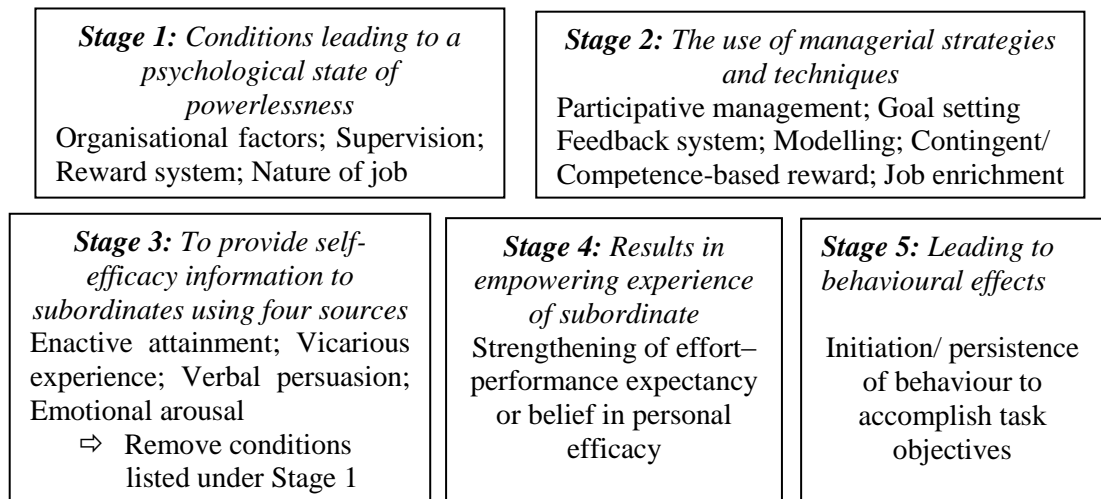 Stage 1: Conditions leading to a
psychological state of
powerlessness
Organisational factors; Supervision;
Reward system; Nature of job
Stage 2: The use of managerial strategies
and techniques
Participative management; Goal setting
Feedback system; Modelling; Contingent/
Competence-based reward; Job enrichment
Stage 3: To provide self-
efficacy information to
subordinates using four sources
Enactive attainment; Vicarious
experience; Verbal persuasion;
Emotional arousal
⇨ Remove conditions
listed under Stage 1
Stage 4: Results in
empowering experience
of subordinate
Strengthening of effort–
performance expectancy
or belief in personal
efficacy
Stage 5: Leading to
behavioural effects
Initiation/ persistence
of behaviour to
accomplish task
objectives